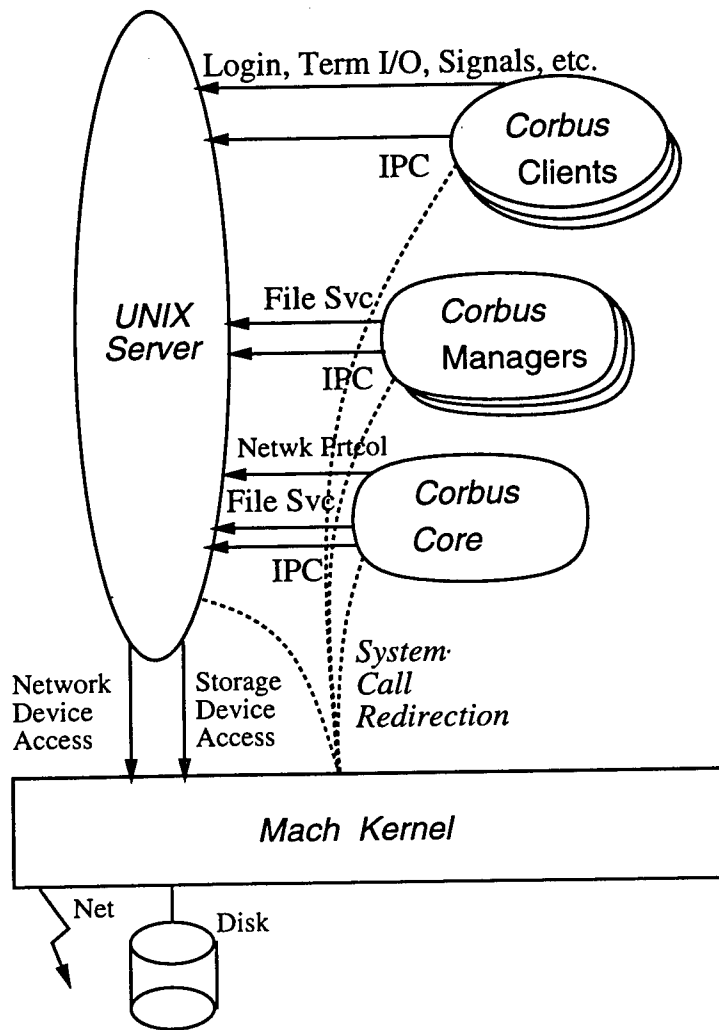 Login, Term I/O, Signals, etc.
Corbus
Clients
IPC
UNIX
Server
File Svc
Corbus
Managers
IPC
Netwk Prtcol
File Svc
Corbus
Core
IPC
System
Call
Redirection
Network
Device
Access
Storage
Device
Access
Mach Kernel
Net
Disk